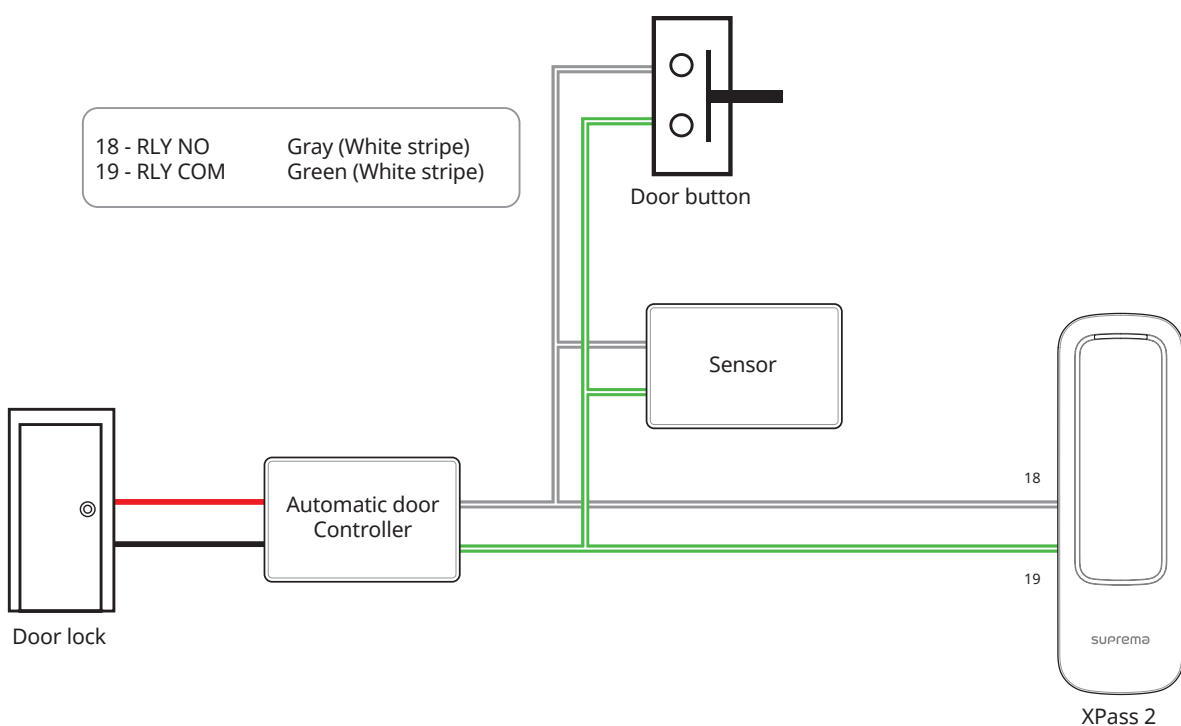 18 - RLY NO Gray (White stripe)
19 - RLY COM Green (White stripe)
Door button
Sensor
18
Automatic door
Controller
19
Door lock
suprema
XPass 2